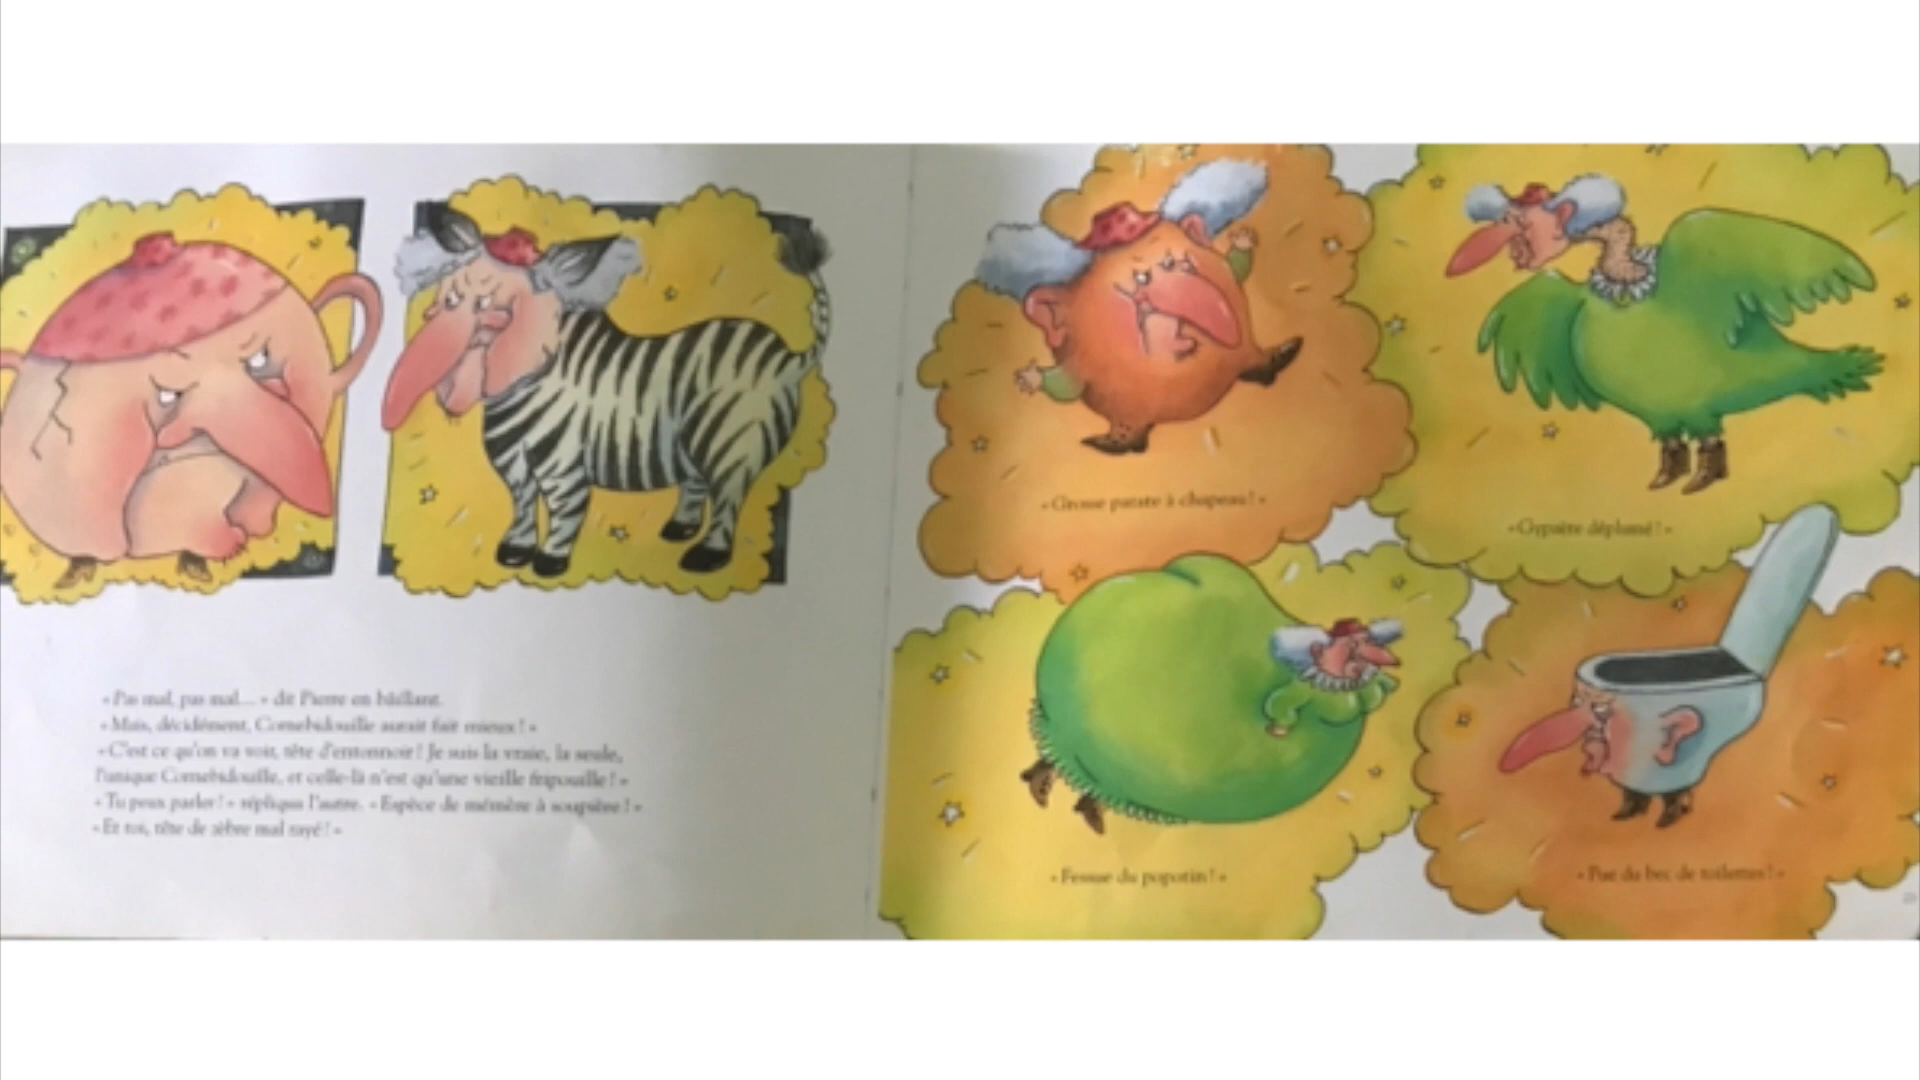 « Pas mal, pas mal... » dit Pierre en bâillant.
« Mais, décidément, Cornebidouille aurait fait mieux ! »
« C'est ce qu'on va voir, tête d'entonnoir ! Je suis la vraie, la seule,
l'unique Cornebidouille, et celle-là n'est qu'une vieille fripouille ! »
« Tu peux parler ! » répliqua l'autre. « Espèce de mémère à soupière ! »
« Et toi, tête de zèbre mal rayé ! »
« Grosse patate à chapeau ! »
« Gypaète déplumé ! »
« Fessue du popotin ! »
« Pue du bec de toilettes ! »